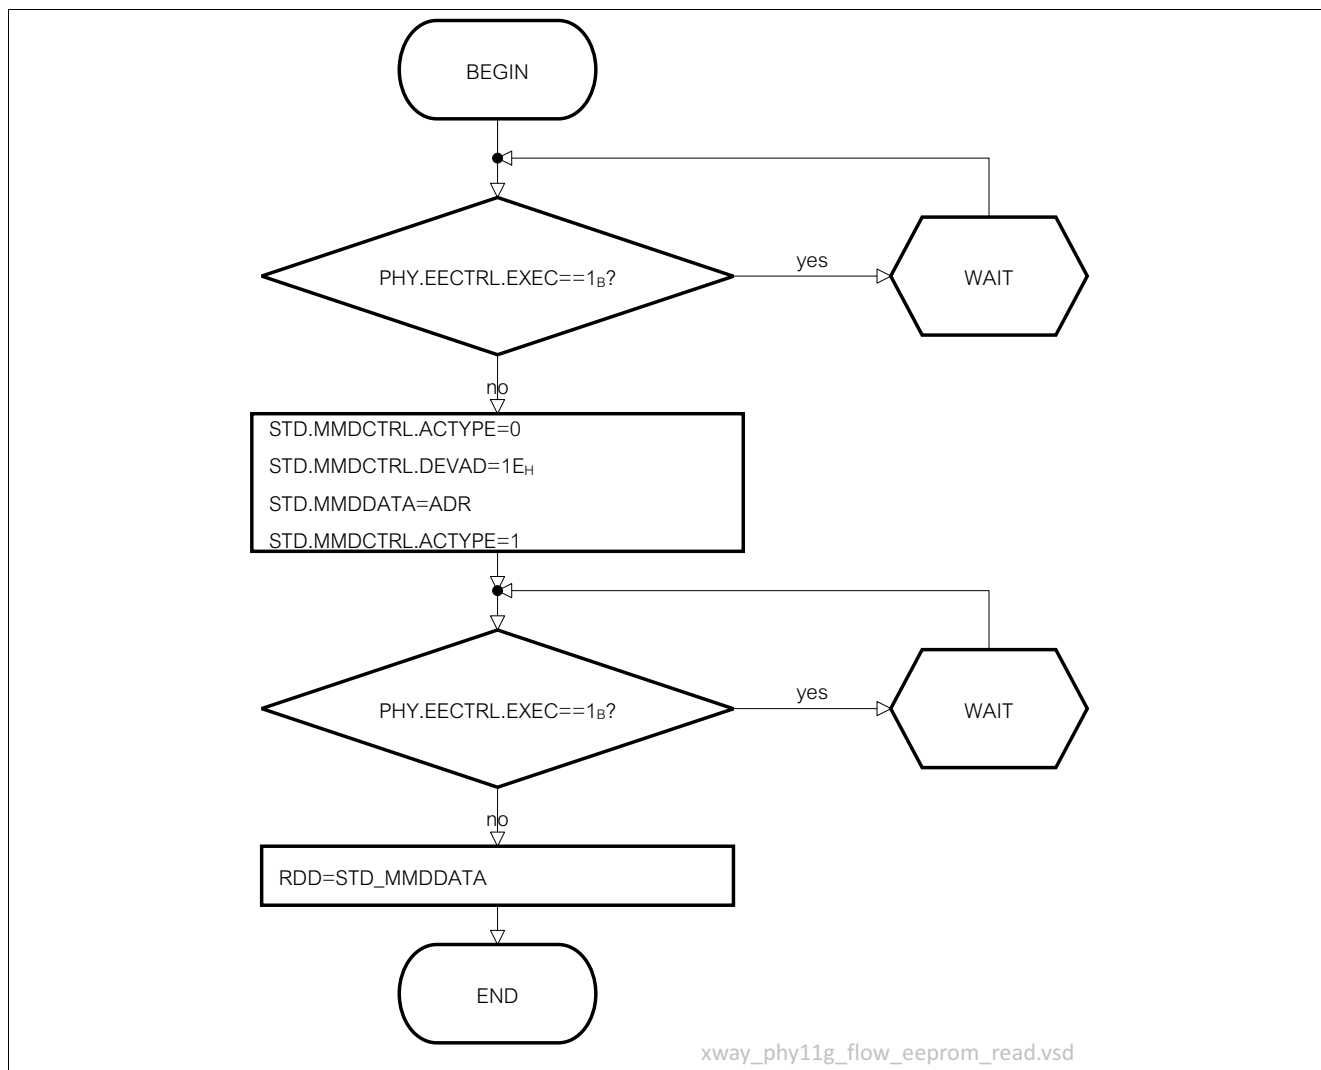 BEGIN
PHY.EECTRL.EXEC==1B?
yes
WAIT
no
STD.MMDCTRL.ACTYPE=0
STD.MMDCTRL.DEVAD=1EH
STD.MMDDATA=ADR
STD.MMDCTRL.ACTYPE=1
PHY.EECTRL.EXEC==1B?
yes
WAIT
no
RDD=STD_MMDDATA
END
xway_phy11g_flow_eeprom_read.vsd